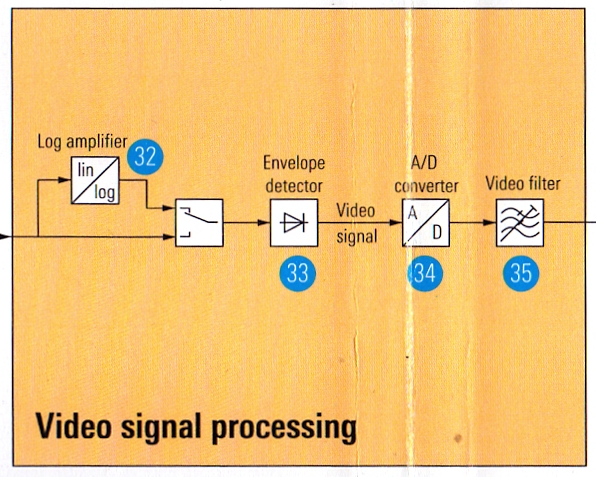 Log amplifier
32
lin
log
Envelope
detector
33
Video
signal
A/D
converter
A
D
34
Video filter
35
Video signal processing